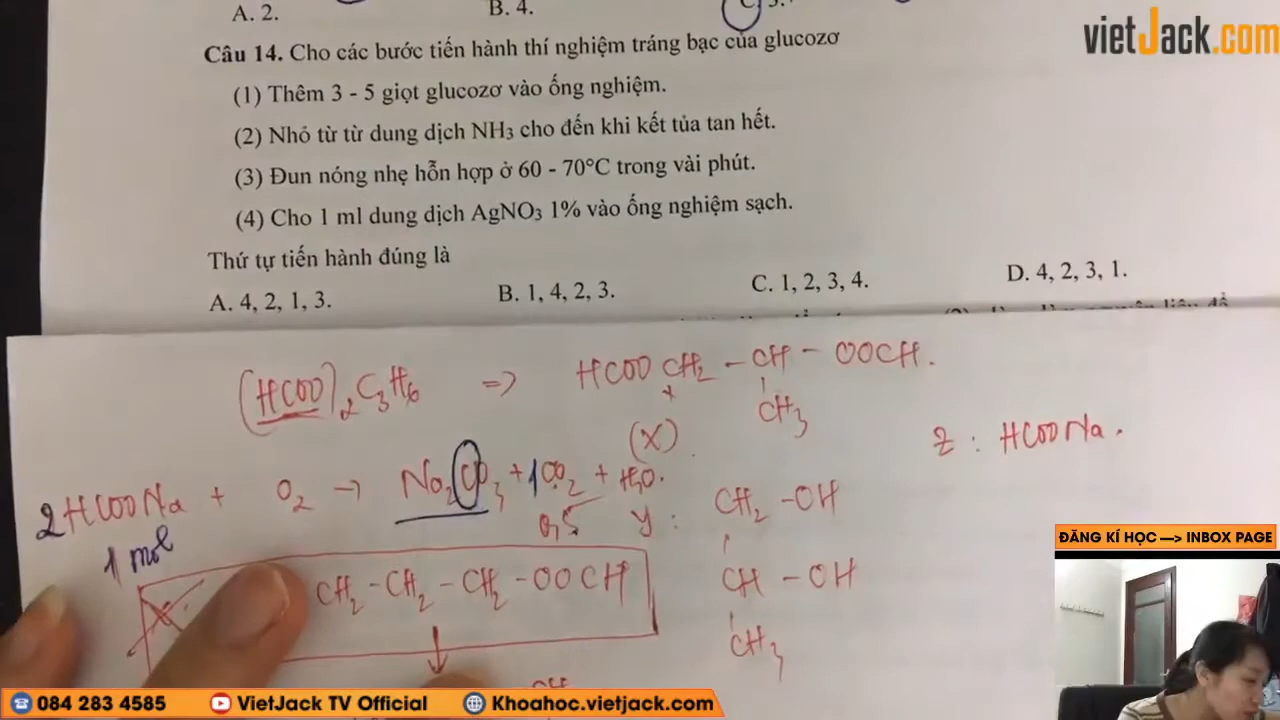 A. 2.
B. 4.
vietJack.com
Câu 14. Cho các bước tiến hành thí nghiệm tráng bạc của glucozơ
(1) Thêm 3 - 5 giọt glucozơ vào ống nghiệm.
(2) Nhỏ từ từ dung dịch NH₃ cho đến khi kết tủa tan hết.
(3) Đun nóng nhẹ hỗn hợp ở 60 - 70°C trong vài phút.
(4) Cho 1 ml dung dịch AgNO₃ 1% vào ống nghiệm sạch.
Thứ tự tiến hành đúng là
A. 4, 2, 1, 3.
B. 1, 4, 2, 3.
C. 1, 2, 3, 4.
D. 4, 2, 3, 1.
(HCOO)₂C₃H₆ => HCOOCH₂ - CH - OOCH.
CH₃
(X)
Z : HCOONa.
2HCOONa + O₂ → Na₂CO₃ + 1CO₂ + H₂O.
1 mol
0,5
Y : CH₂ - OH
CH - OH
CH₃
CH₂ - CH₂ - CH₂ - OOCH
ĐĂNG KÍ HỌC —> INBOX PAGE
084 283 4585
VietJack TV Official
Khoahoc.vietjack.com